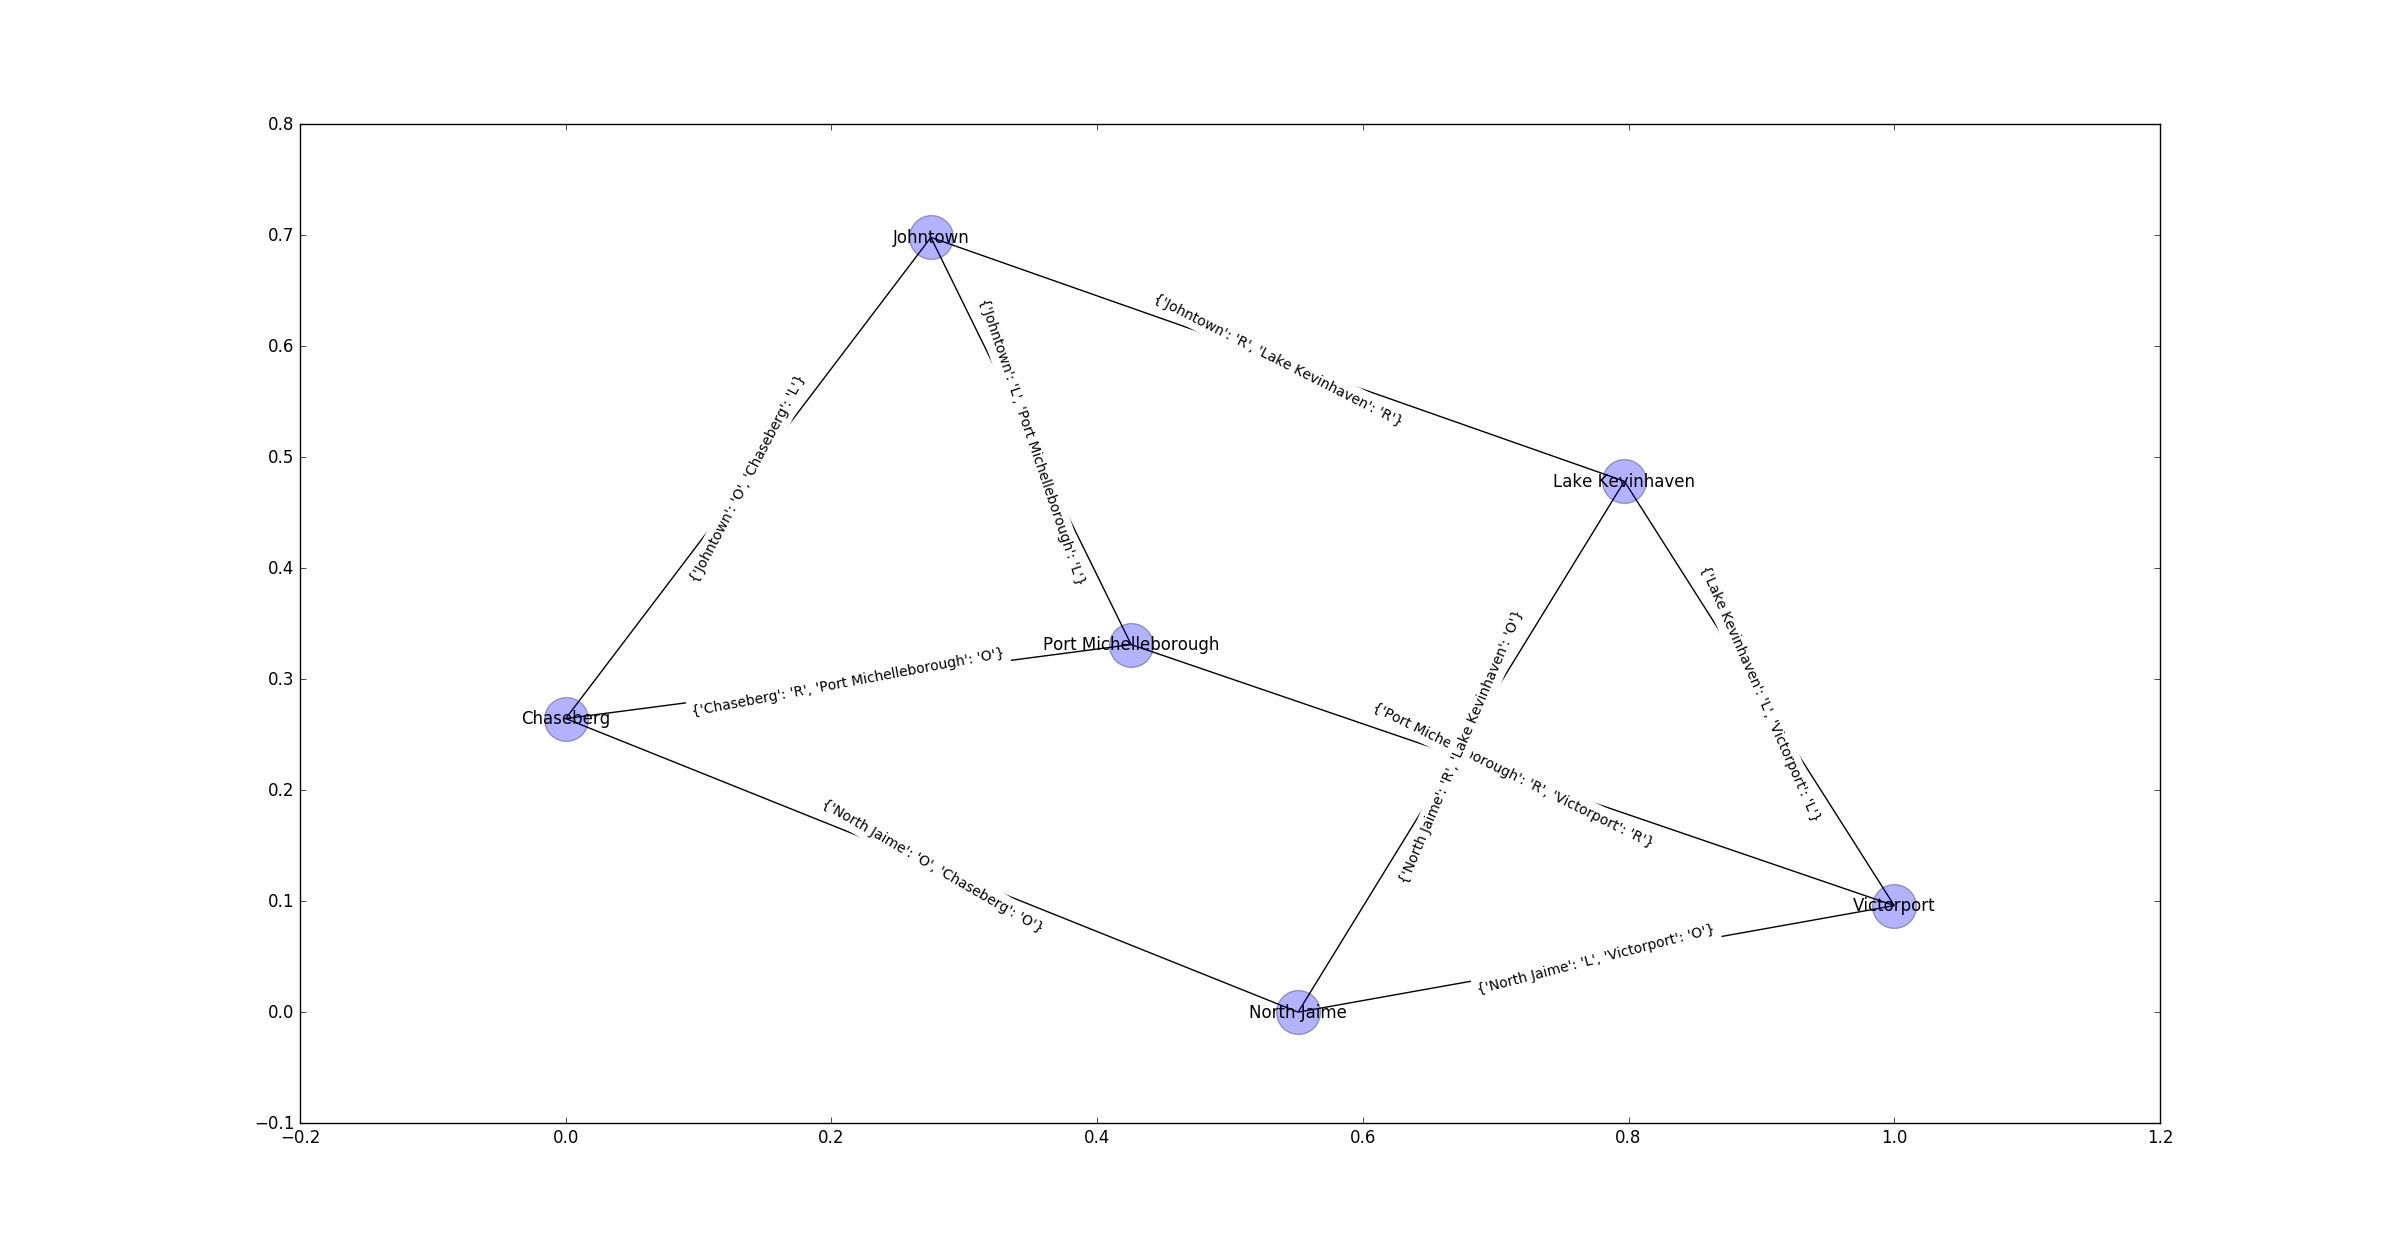 0.8
0.7
0.6
0.5
0.4
0.3
0.2
0.1
0.0
−0.1
−0.2
0.0
0.2
0.4
0.6
0.8
1.0
1.2
Johntown
{'Johntown': 'R', 'Lake Kevinhaven': 'R'}
{'Johntown': 'L', 'Port Michelleborough': 'L'}
{'Johntown': 'O', 'Chaseberg': 'L'}
Lake Kevinhaven
{'Lake Kevinhaven': 'L', 'Victorport': 'L'}
{'North Jaime': 'R', 'Lake Kevinhaven': 'O'}
Port Michelleborough
{'Chaseberg': 'R', 'Port Michelleborough': 'O'}
Chaseberg
{'Port Miche borough': 'R', 'Victorport': 'R'}
{'North Jaime': 'O', 'Chaseberg': 'O'}
Victorport
{'North Jaime': 'L', 'Victorport': 'O'}
North Jaime